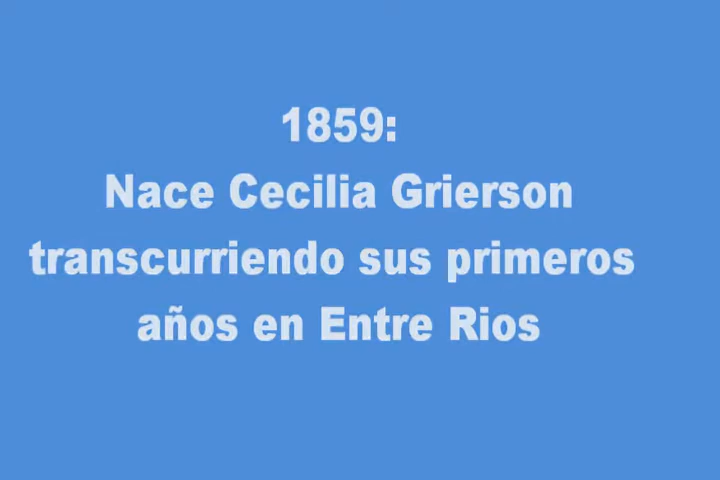 1859:
Nace Cecilia Grierson
transcurriendo sus primeros
años en Entre Rios